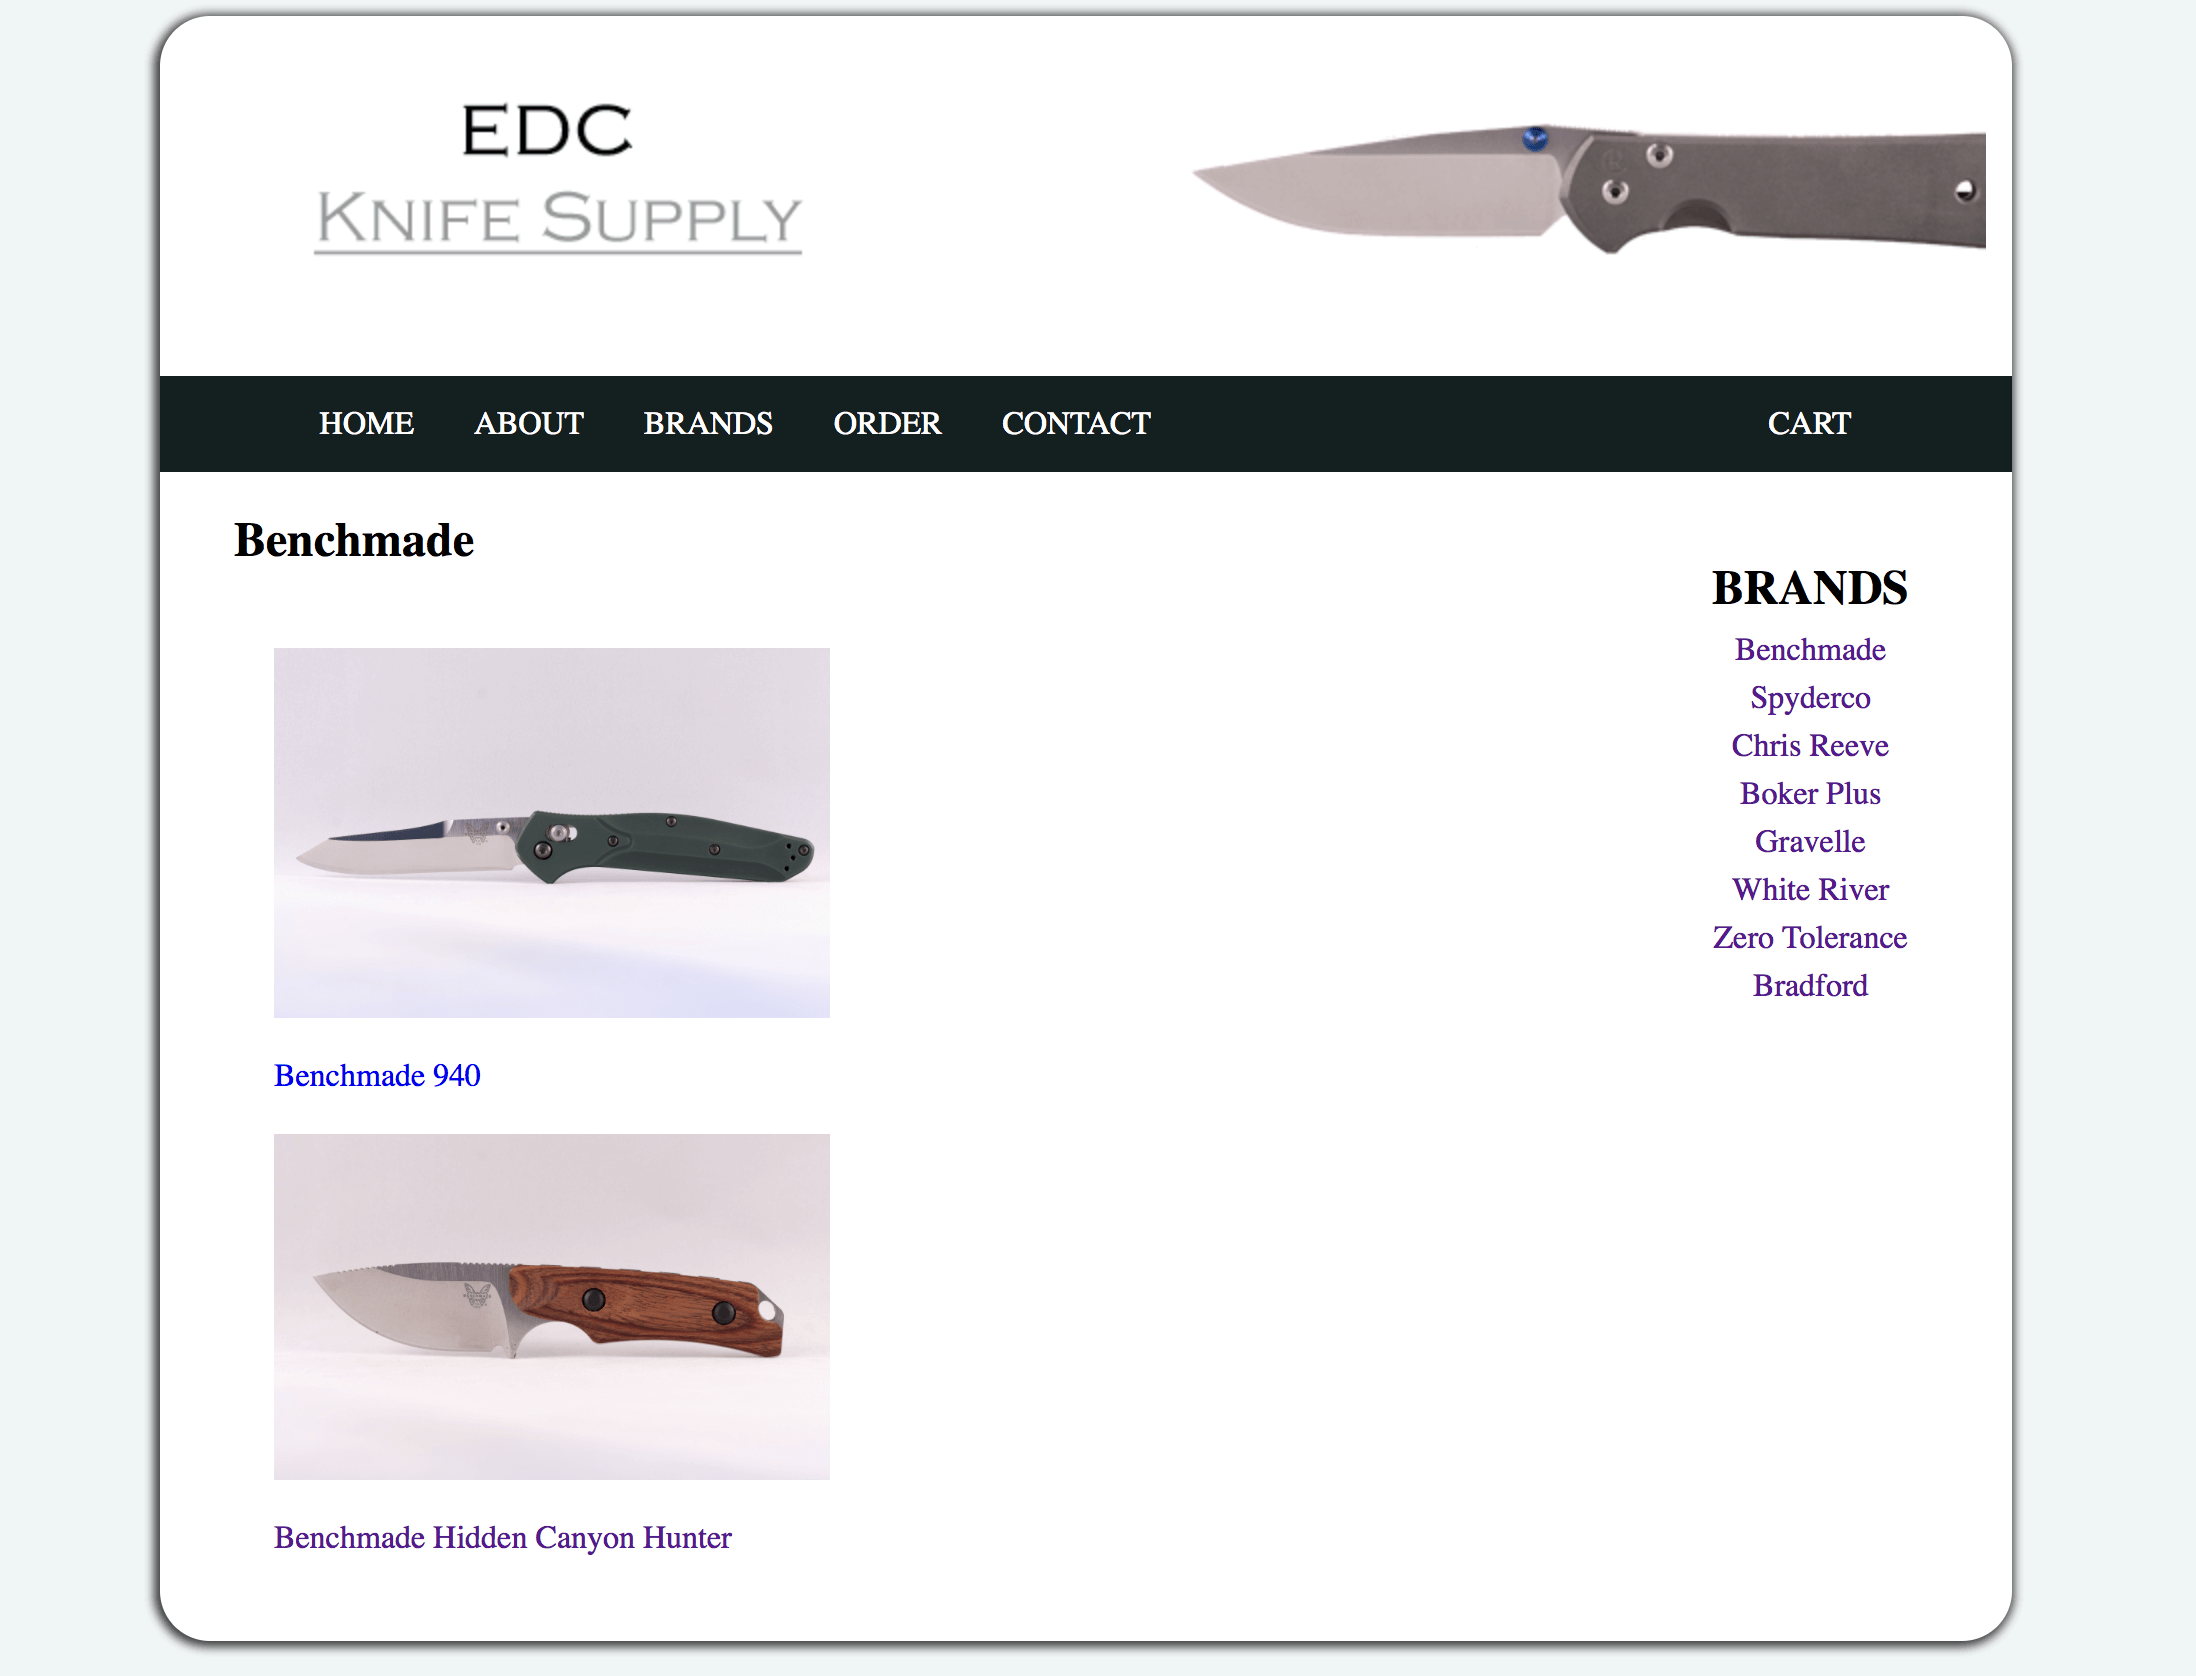 EDC
KNIFE SUPPLY
HOME ABOUT BRANDS ORDER CONTACT CART
Benchmade
Benchmade 940
Benchmade Hidden Canyon Hunter
BRANDS
Benchmade
Spyderco
Chris Reeve
Boker Plus
Gravelle
White River
Zero Tolerance
Bradford